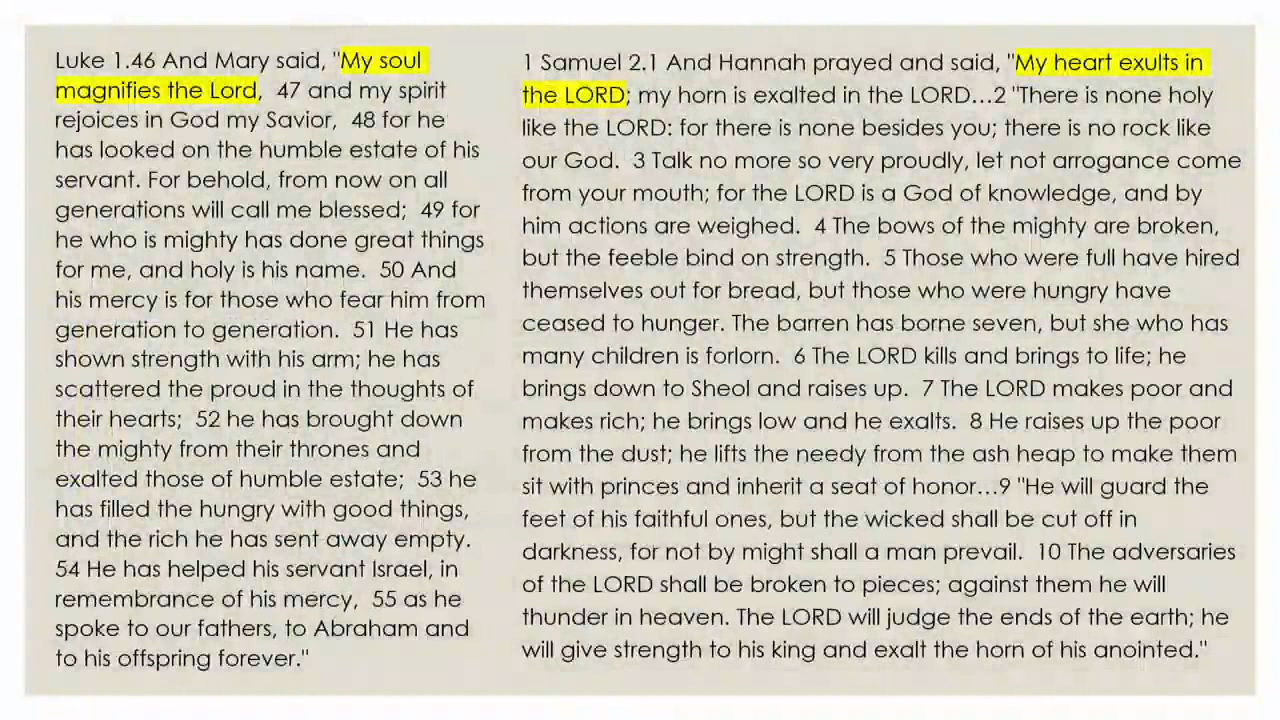 Luke 1.46 And Mary said, "My soul
magnifies the Lord,  47 and my spirit
rejoices in God my Savior,  48 for he
has looked on the humble estate of his
servant. For behold, from now on all
generations will call me blessed;  49 for
he who is mighty has done great things
for me, and holy is his name.  50 And
his mercy is for those who fear him from
generation to generation.  51 He has
shown strength with his arm; he has
scattered the proud in the thoughts of
their hearts;  52 he has brought down
the mighty from their thrones and
exalted those of humble estate;  53 he
has filled the hungry with good things,
and the rich he has sent away empty.
54 He has helped his servant Israel, in
remembrance of his mercy,  55 as he
spoke to our fathers, to Abraham and
to his offspring forever."
1 Samuel 2.1 And Hannah prayed and said, "My heart exults in
the LORD; my horn is exalted in the LORD…2 "There is none holy
like the LORD: for there is none besides you; there is no rock like
our God.  3 Talk no more so very proudly, let not arrogance come
from your mouth; for the LORD is a God of knowledge, and by
him actions are weighed.  4 The bows of the mighty are broken,
but the feeble bind on strength.  5 Those who were full have hired
themselves out for bread, but those who were hungry have
ceased to hunger. The barren has borne seven, but she who has
many children is forlorn.  6 The LORD kills and brings to life; he
brings down to Sheol and raises up.  7 The LORD makes poor and
makes rich; he brings low and he exalts.  8 He raises up the poor
from the dust; he lifts the needy from the ash heap to make them
sit with princes and inherit a seat of honor…9 "He will guard the
feet of his faithful ones, but the wicked shall be cut off in
darkness, for not by might shall a man prevail.  10 The adversaries
of the LORD shall be broken to pieces; against them he will
thunder in heaven. The LORD will judge the ends of the earth; he
will give strength to his king and exalt the horn of his anointed."